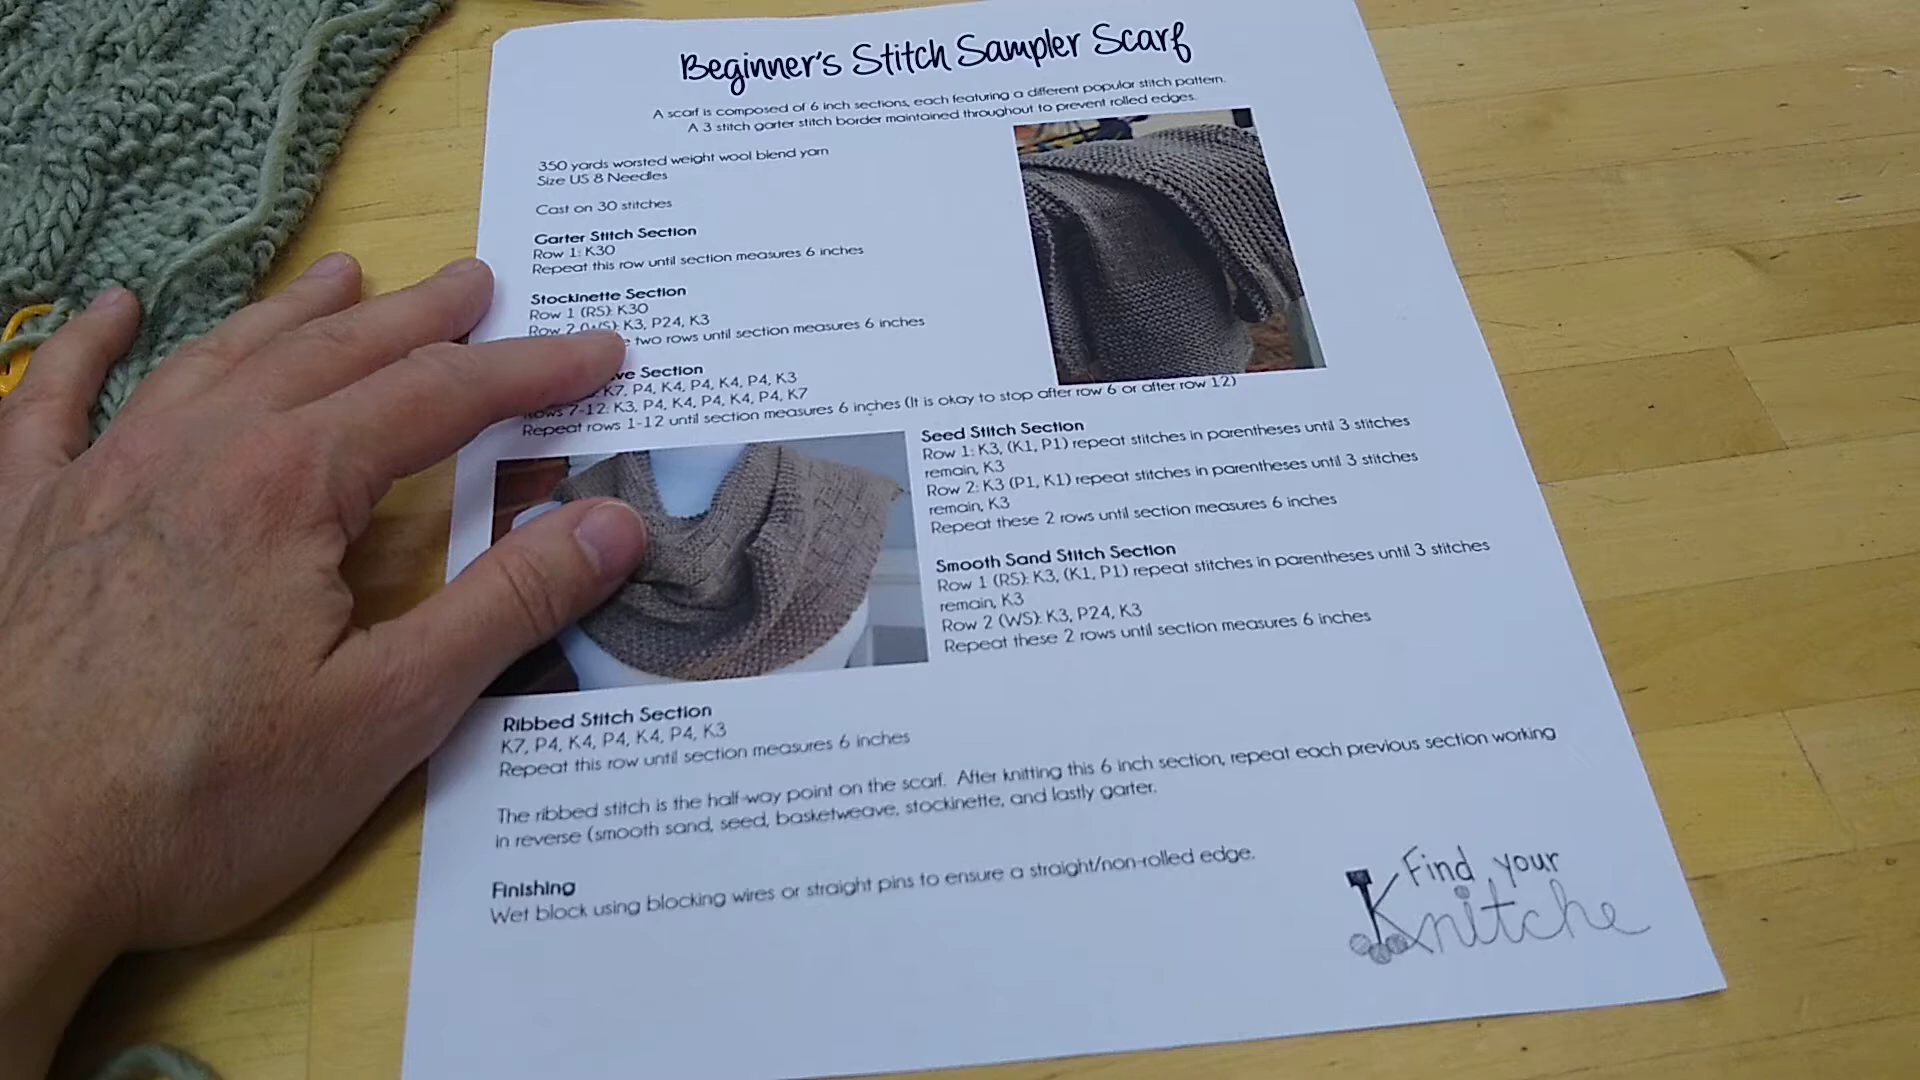 Beginner's Stitch Sampler Scarf
A scarf is composed of 6 inch sections, each featuring a different popular stitch pattern.
A 3 stitch garter stitch border maintained throughout to prevent rolled edges.
350 yards worsted weight wool blend yarn
Size US 8 Needles
Cast on 30 stitches
Garter Stitch Section
Row 1: K30
Repeat this row until section measures 6 inches
Stockinette Section
Row 1 (RS): K30
Row 2 (WS): K3, P24, K3
two rows until section measures 6 inches
Section
K7, P4, K4, P4, K4, P4, K3
Rows 7-12: K3, P4, K4, P4, K4, P4, K7
Repeat rows 1-12 until section measures 6 inches (It is okay to stop after row 6 or after row 12)
Seed Stitch Section
Row 1: K3, (K1, P1) repeat stitches in parentheses until 3 stitches
remain, K3
Row 2: K3 (P1, K1) repeat stitches in parentheses until 3 stitches
remain, K3
Repeat these 2 rows until section measures 6 inches
Smooth Sand Stitch Section
Row 1 (RS): K3, (K1, P1) repeat stitches in parentheses until 3 stitches
remain, K3
Row 2 (WS): K3, P24, K3
Repeat these 2 rows until section measures 6 inches
Ribbed Stitch Section
K7, P4, K4, P4, K4, P4, K3
Repeat this row until section measures 6 inches
The ribbed stitch is the half-way point on the scarf. After knitting this 6 inch section, repeat each previous section working
in reverse (smooth sand, seed, basketweave, stockinette, and lastly garter.
Finishing
Wet block using blocking wires or straight pins to ensure a straight/non-rolled edge.
Find your
Knitche